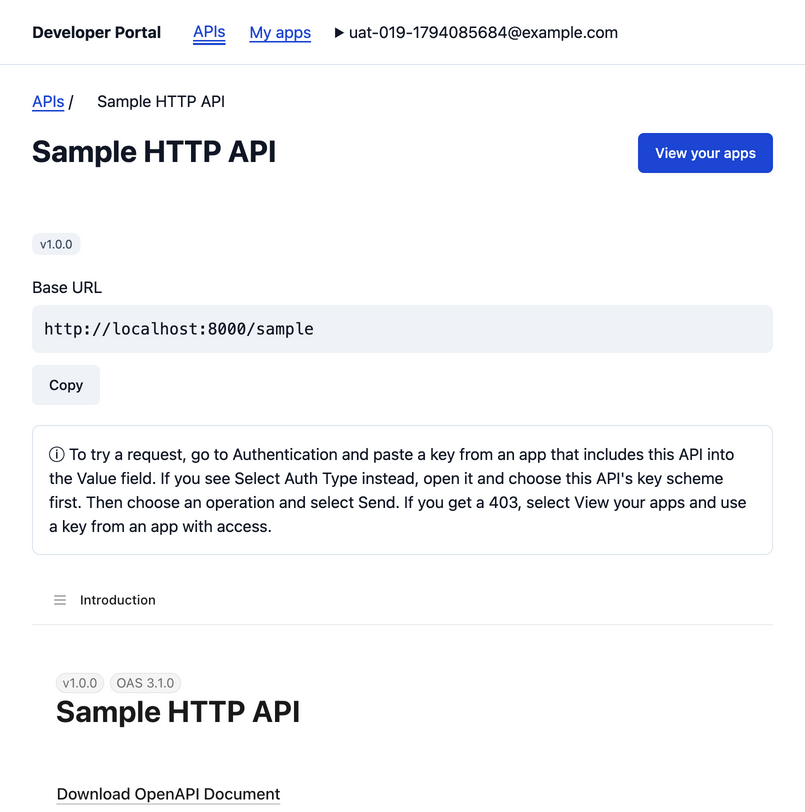 Developer Portal APIs My apps ▶ uat-019-1794085684@example.com
APIs / Sample HTTP API
Sample HTTP API
View your apps
v1.0.0
Base URL
http://localhost:8000/sample
Copy
ⓘ To try a request, go to Authentication and paste a key from an app that includes this API into
the Value field. If you see Select Auth Type instead, open it and choose this API's key scheme
first. Then choose an operation and select Send. If you get a 403, select View your apps and use
a key from an app with access.
Introduction
v1.0.0 OAS 3.1.0
Sample HTTP API
Download OpenAPI Document